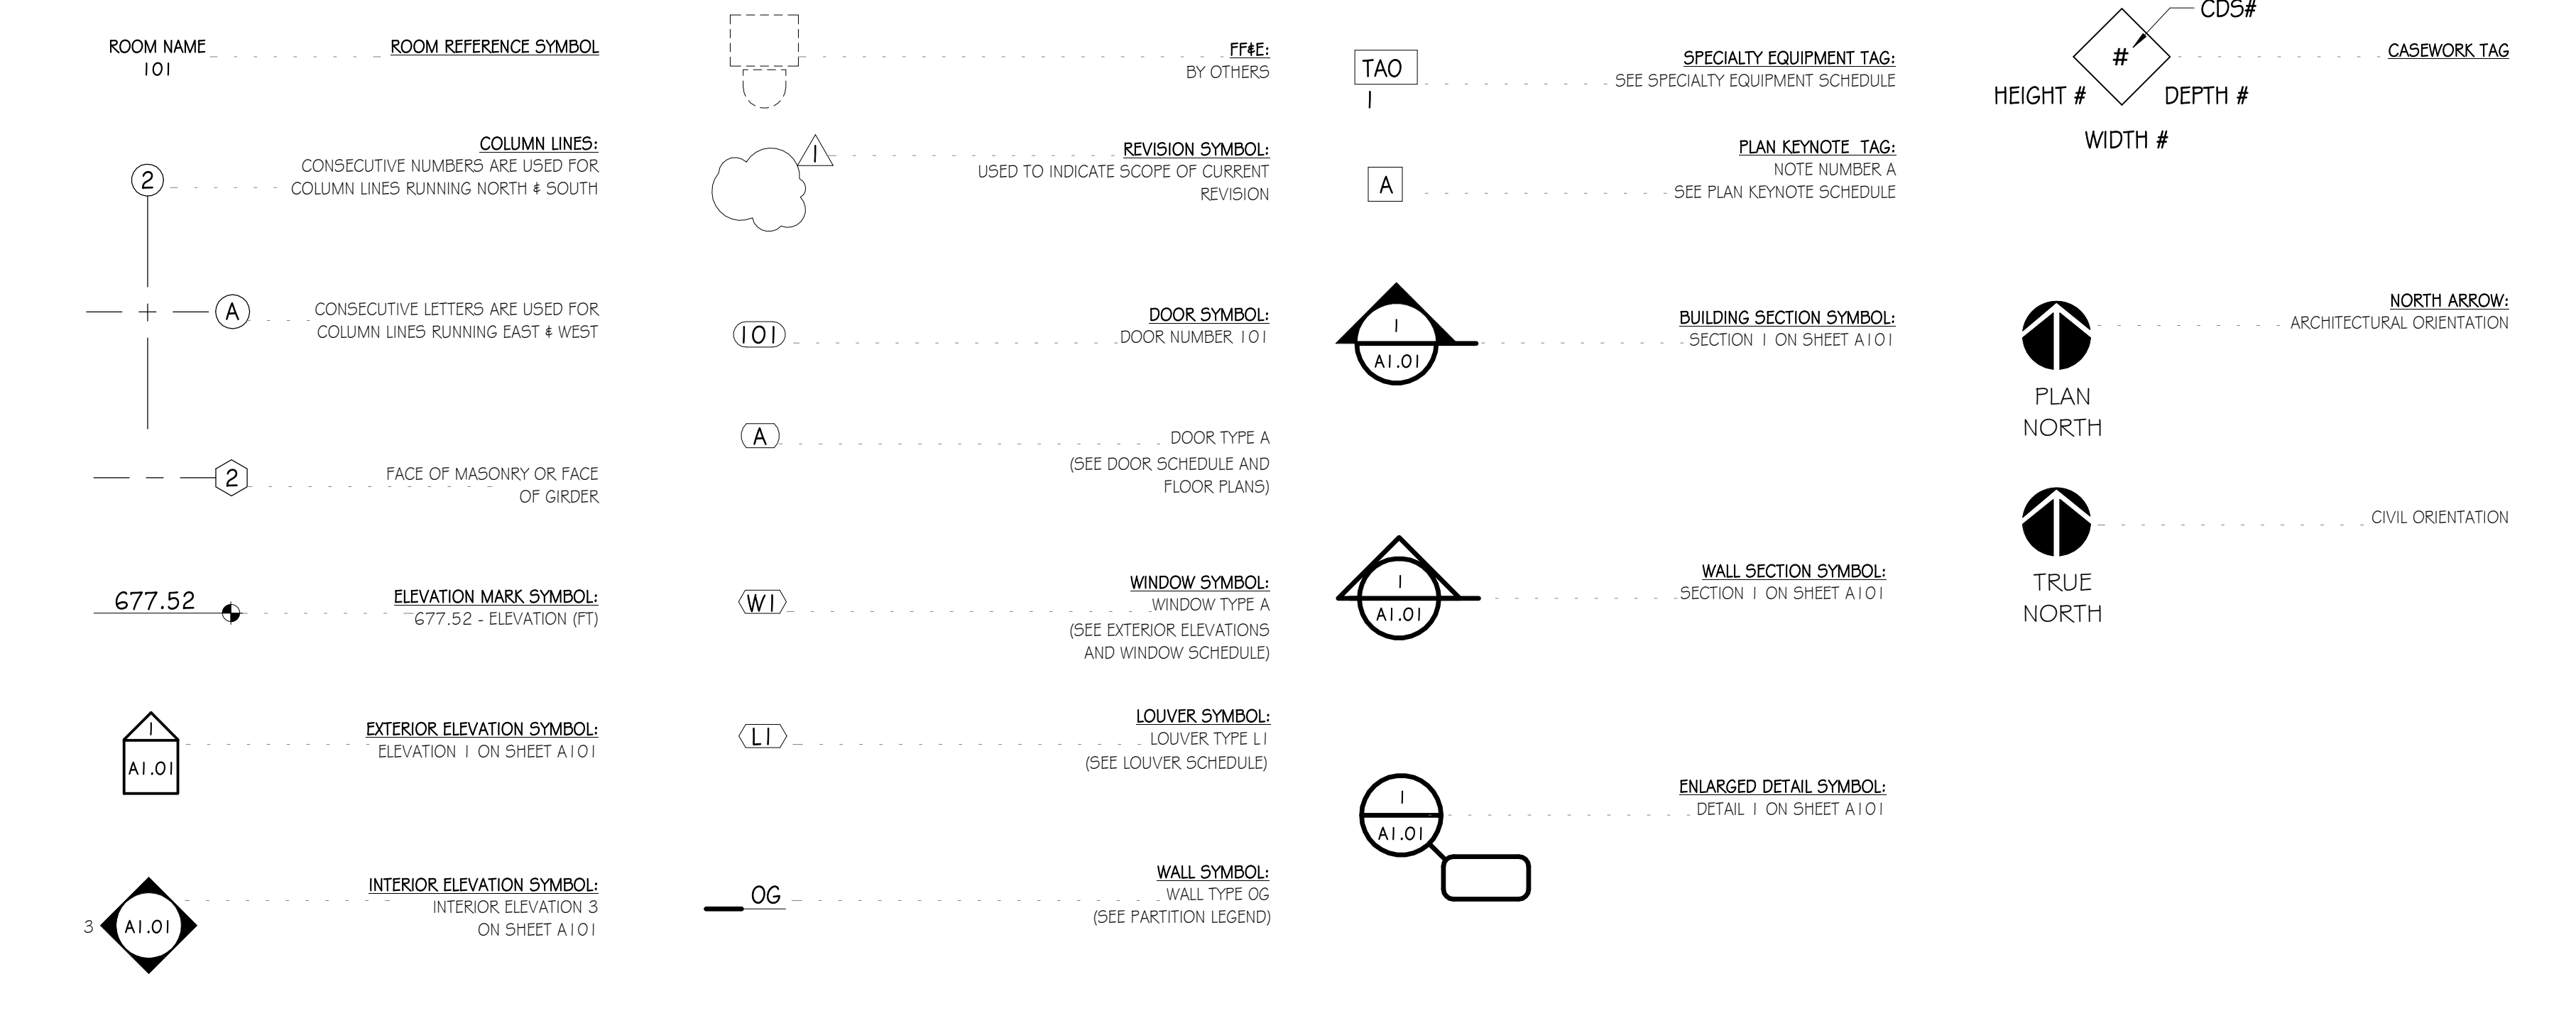 ROOM NAME
101
ROOM REFERENCE SYMBOL
COLUMN LINES:
2
CONSECUTIVE NUMBERS ARE USED FOR
COLUMN LINES RUNNING NORTH & SOUTH
A
CONSECUTIVE LETTERS ARE USED FOR
COLUMN LINES RUNNING EAST & WEST
2
FACE OF MASONRY OR FACE
OF GIRDER
677.52
ELEVATION MARK SYMBOL:
677.52 - ELEVATION (FT)
1
A1.01
EXTERIOR ELEVATION SYMBOL:
ELEVATION 1 ON SHEET A101
3
A1.01
INTERIOR ELEVATION SYMBOL:
INTERIOR ELEVATION 3
ON SHEET A101
FF&E:
BY OTHERS
1
REVISION SYMBOL:
USED TO INDICATE SCOPE OF CURRENT
REVISION
101
DOOR SYMBOL:
DOOR NUMBER 101
A
DOOR TYPE A
(SEE DOOR SCHEDULE AND
FLOOR PLANS)
W1
WINDOW SYMBOL:
WINDOW TYPE A
(SEE EXTERIOR ELEVATIONS
AND WINDOW SCHEDULE)
L1
LOUVER SYMBOL:
LOUVER TYPE L1
(SEE LOUVER SCHEDULE)
OG
WALL SYMBOL:
WALL TYPE OG
(SEE PARTITION LEGEND)
TAO
1
SPECIALTY EQUIPMENT TAG:
SEE SPECIALTY EQUIPMENT SCHEDULE
A
PLAN KEYNOTE TAG:
NOTE NUMBER A
SEE PLAN KEYNOTE SCHEDULE
1
A1.01
BUILDING SECTION SYMBOL:
SECTION 1 ON SHEET A101
1
A1.01
WALL SECTION SYMBOL:
SECTION 1 ON SHEET A101
1
A1.01
ENLARGED DETAIL SYMBOL:
DETAIL 1 ON SHEET A101
CDS#
#
HEIGHT #
DEPTH #
WIDTH #
CASEWORK TAG
PLAN
NORTH
NORTH ARROW:
ARCHITECTURAL ORIENTATION
TRUE
NORTH
CIVIL ORIENTATION